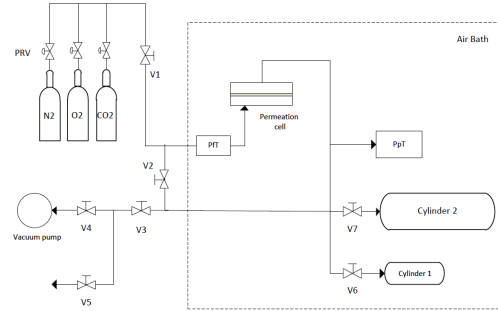 Air Bath
PRV
V1
N2
O2
CO2
Permeation
cell
PfT
PpT
V2
Cylinder 2
V4
V3
V7
Vacuum pump
Cylinder 1
V5
V6